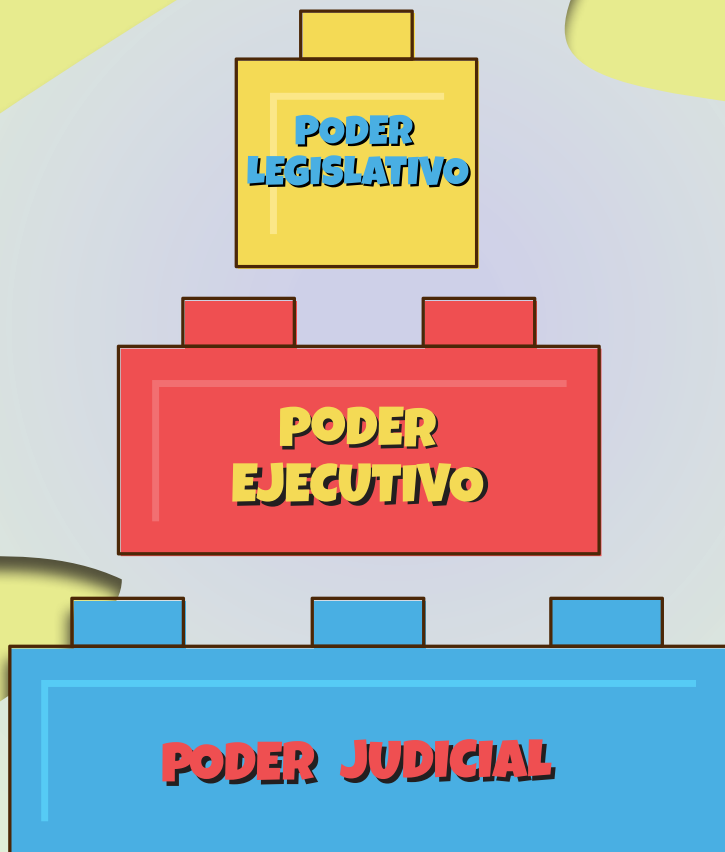 PODER
LEGISLATIVO
PODER
EJECUTIVO
PODER JUDICIAL